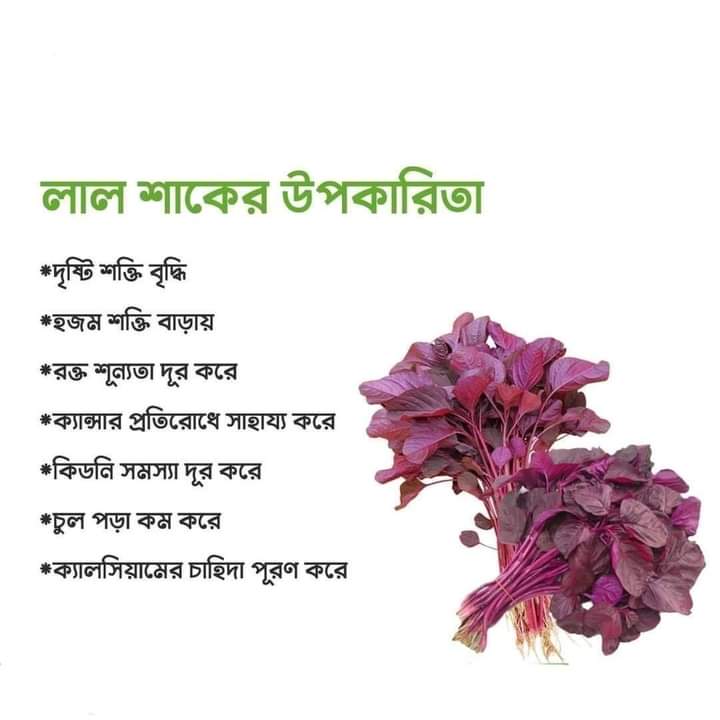 লাল শাকের উপকারিতা
*দৃষ্টি শক্তি বৃদ্ধি
*হজম শক্তি বাড়ায়
*রক্ত শূন্যতা দূর করে
*ক্যান্সার প্রতিরোধে সাহায্য করে
*কিডনি সমস্যা দূর করে
*চুল পড়া কম করে
*ক্যালসিয়ামের চাহিদা পূরণ করে